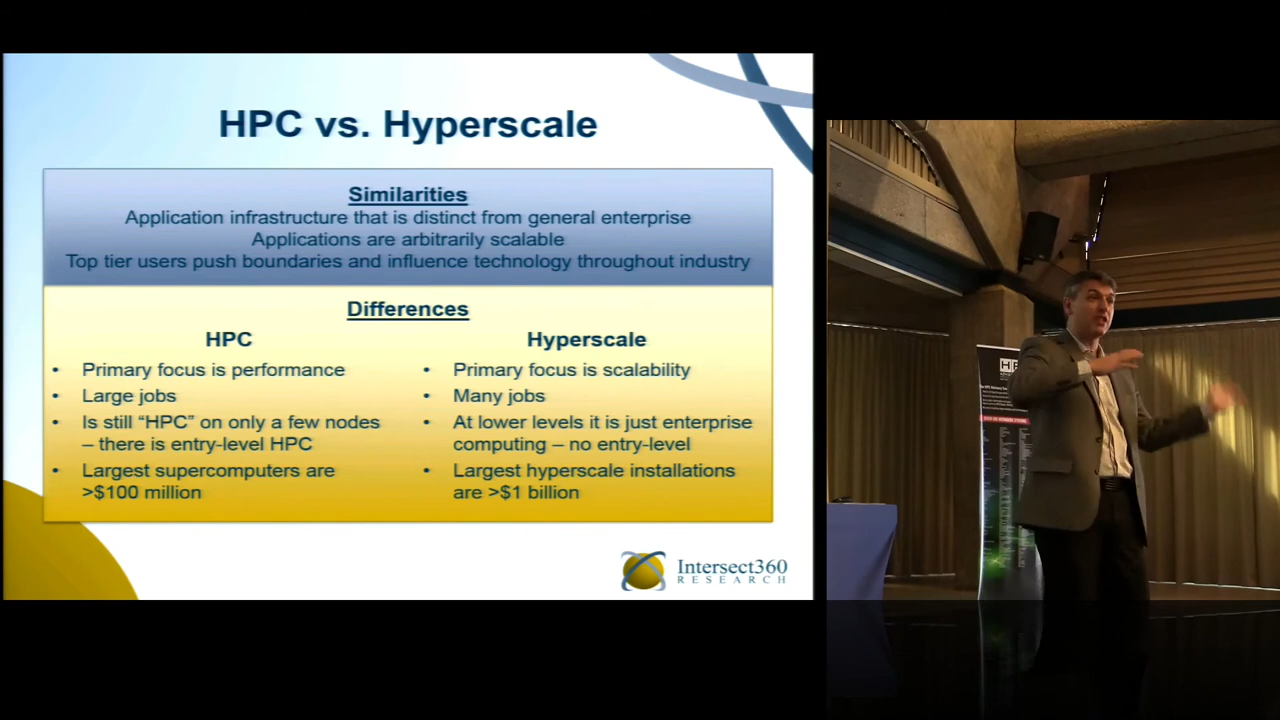 HPC vs. Hyperscale
Similarities
Application infrastructure that is distinct from general enterprise
Applications are arbitrarily scalable
Top tier users push boundaries and influence technology throughout industry
Differences
HPC
• Primary focus is performance
• Large jobs
• Is still “HPC” on only a few nodes
– there is entry-level HPC
• Largest supercomputers are
>$100 million
Hyperscale
• Primary focus is scalability
• Many jobs
• At lower levels it is just enterprise
computing – no entry-level
• Largest hyperscale installations
are >$1 billion
Intersect360
RESEARCH